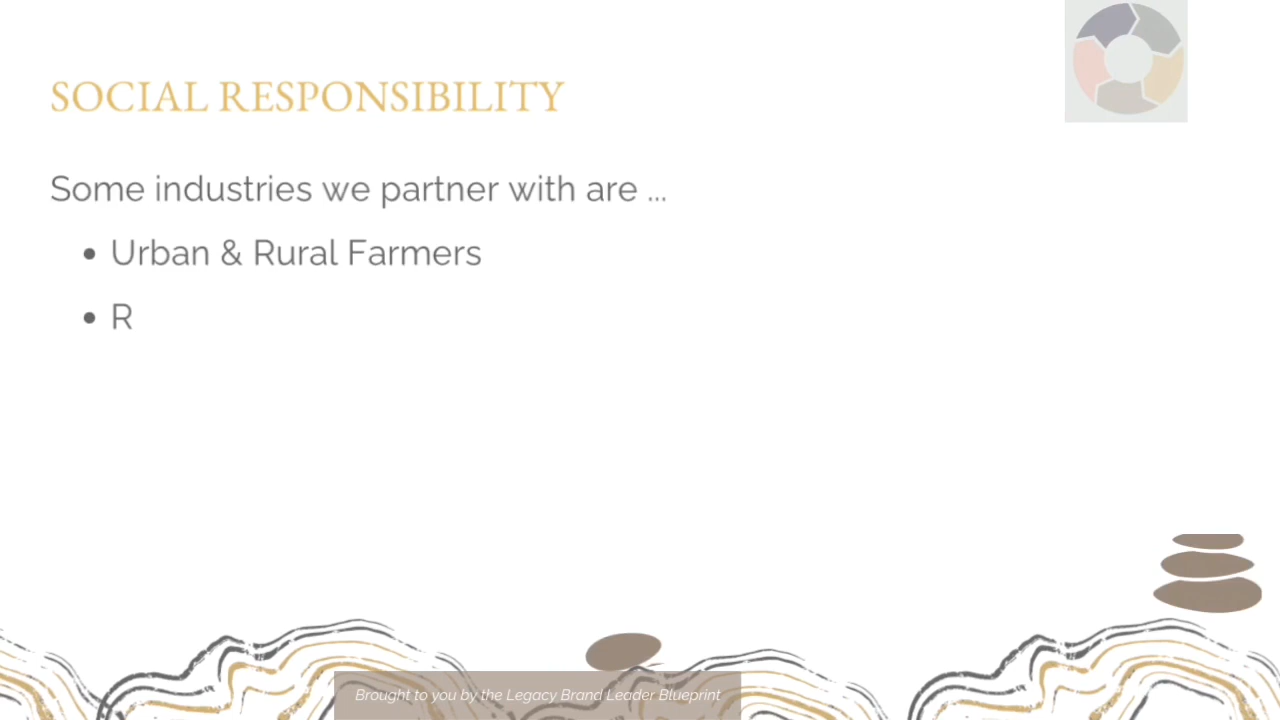 SOCIAL RESPONSIBILITY
Some industries we partner with are ...
• Urban & Rural Farmers
• R
Brought to you by the Legacy Brand Leader Blueprint